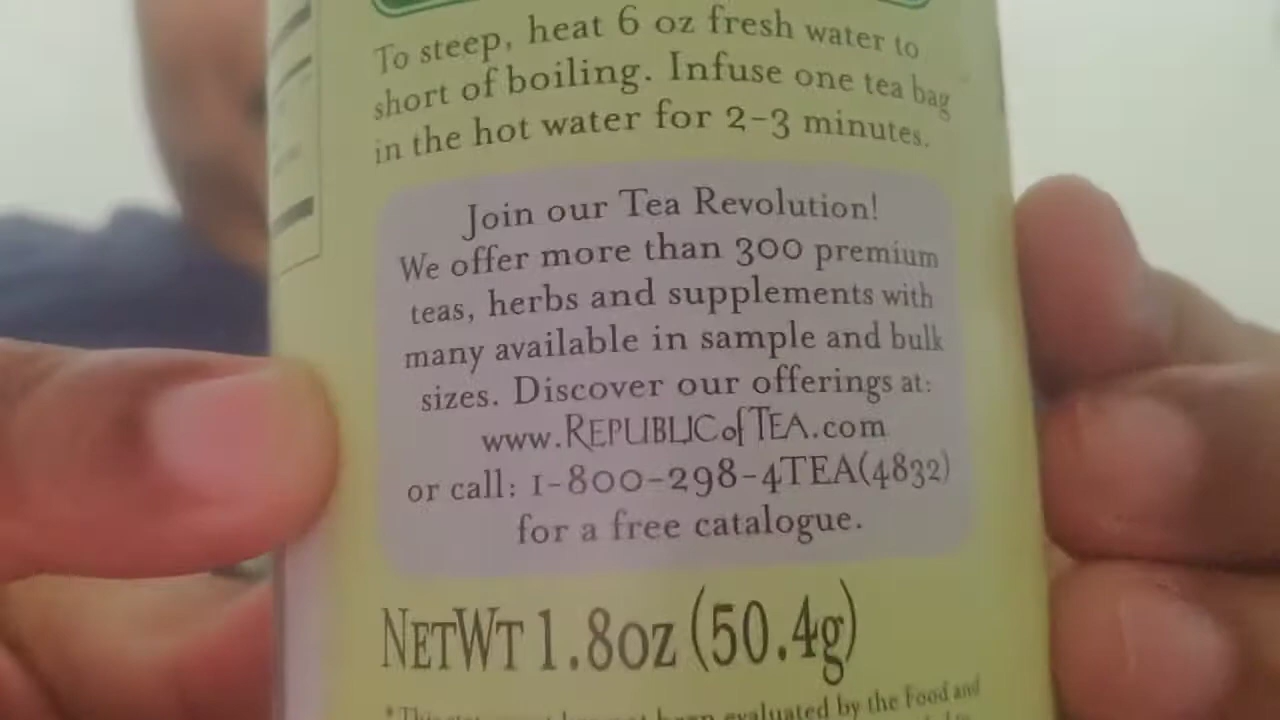 To steep, heat 6 oz fresh water to
short of boiling. Infuse one tea bag
in the hot water for 2-3 minutes.
Join our Tea Revolution!
We offer more than 300 premium
teas, herbs and supplements with
many available in sample and bulk
sizes. Discover our offerings at:
www.REPUBLICofTEA.com
or call: 1-800-298-4TEA(4832)
for a free catalogue.
NETWT 1.8oz (50.4g)
evaluated by the Food and